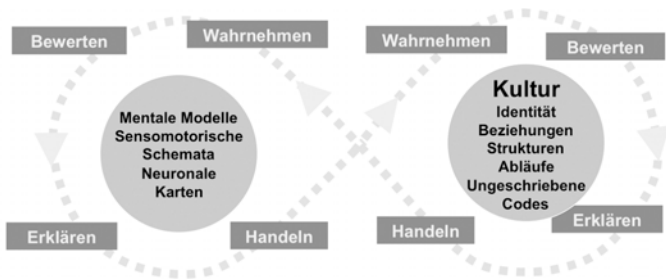 Bewerten
Wahrnehmen
Mentale Modelle
Sensomotorische
Schemata
Neuronale
Karten
Erklären
Handeln
Wahrnehmen
Bewerten
Kultur
Identität
Beziehungen
Strukturen
Abläufe
Ungeschriebene
Codes
Handeln
Erklären